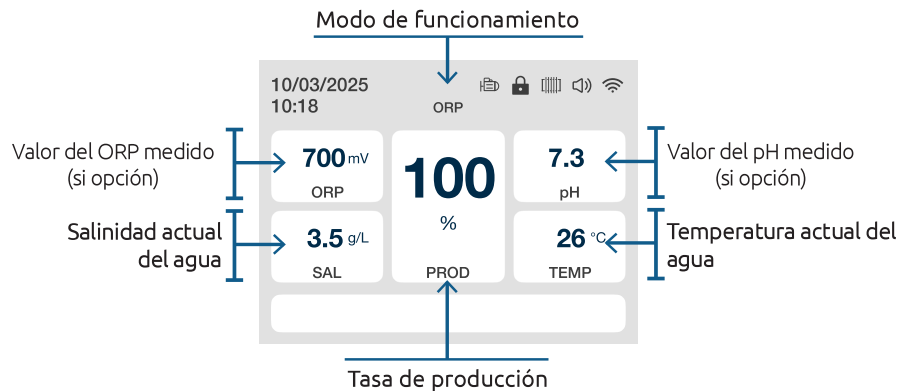 Modo de funcionamiento
10/03/2025
10:18
ORP
Valor del ORP medido
(si opción)
700 mV
ORP
100
%
PROD
7.3
pH
Valor del pH medido
(si opción)
Salinidad actual
del agua
3.5 g/L
SAL
26 °C
TEMP
Temperatura actual del
agua
Tasa de producción